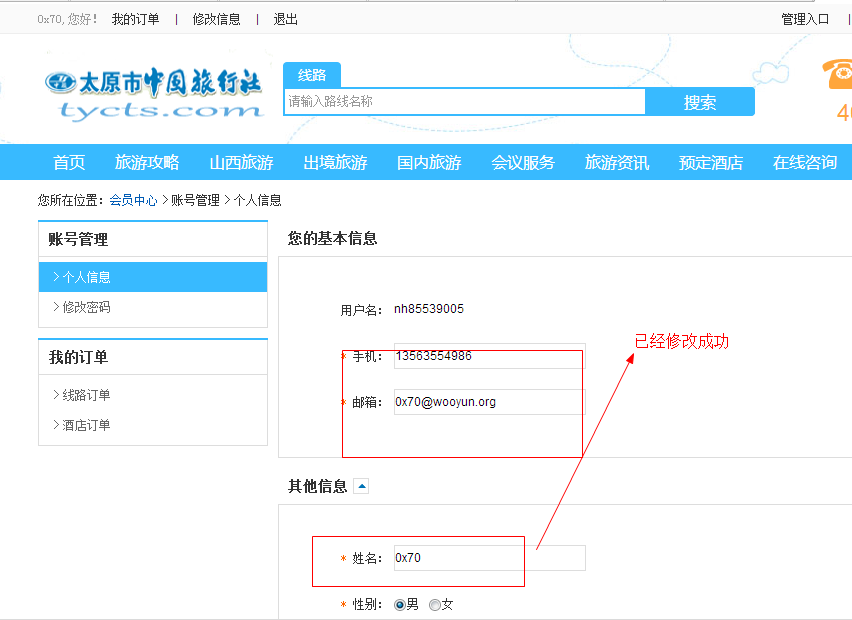 0x70, 您好! 我的订单 | 修改信息 | 退出 管理入口 |
太原市中国旅行社
tycts.com
线路
请输入路线名称 搜索
首页 旅游攻略 山西旅游 出境旅游 国内旅游 会议服务 旅游资讯 预定酒店 在线咨询
您所在位置：会员中心 > 账号管理 > 个人信息
账号管理
>个人信息
>修改密码
我的订单
>线路订单
>酒店订单
您的基本信息
用户名： nh85539005
* 手机： 13563554986
* 邮箱： 0x70@wooyun.org
已经修改成功
其他信息
* 姓名： 0x70
* 性别： 男 女